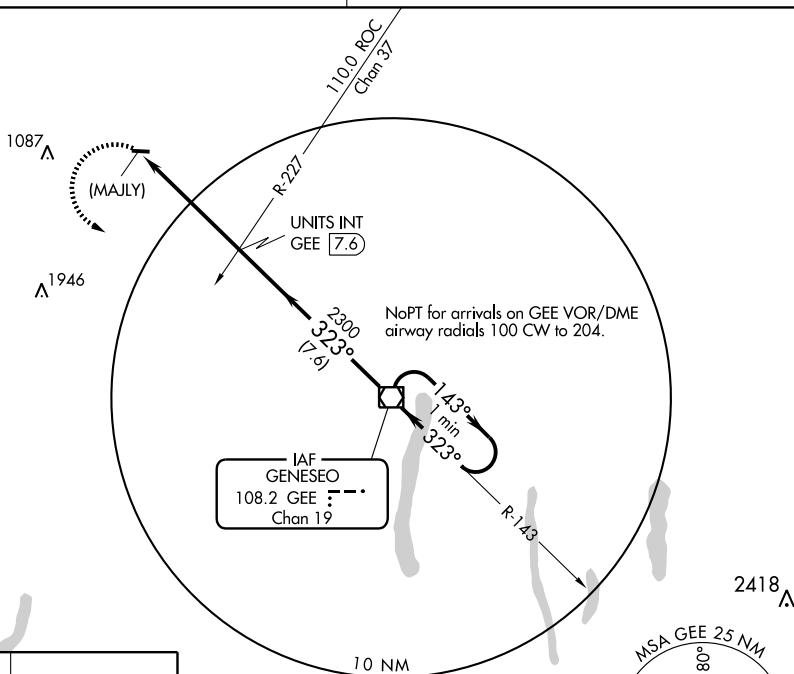 110.0 ROC
Chan 37
1087
(MAJLY)
R-227
UNITS INT
GEE 7.6
1946
NoPT for arrivals on GEE VOR/DME
airway radials 100 CW to 204.
2300
323°
(7.6)
143°
1 min
323°
IAF
GENESEO
108.2 GEE
Chan 19
R-143
2418
10 NM
MSA GEE 25 NM
80°